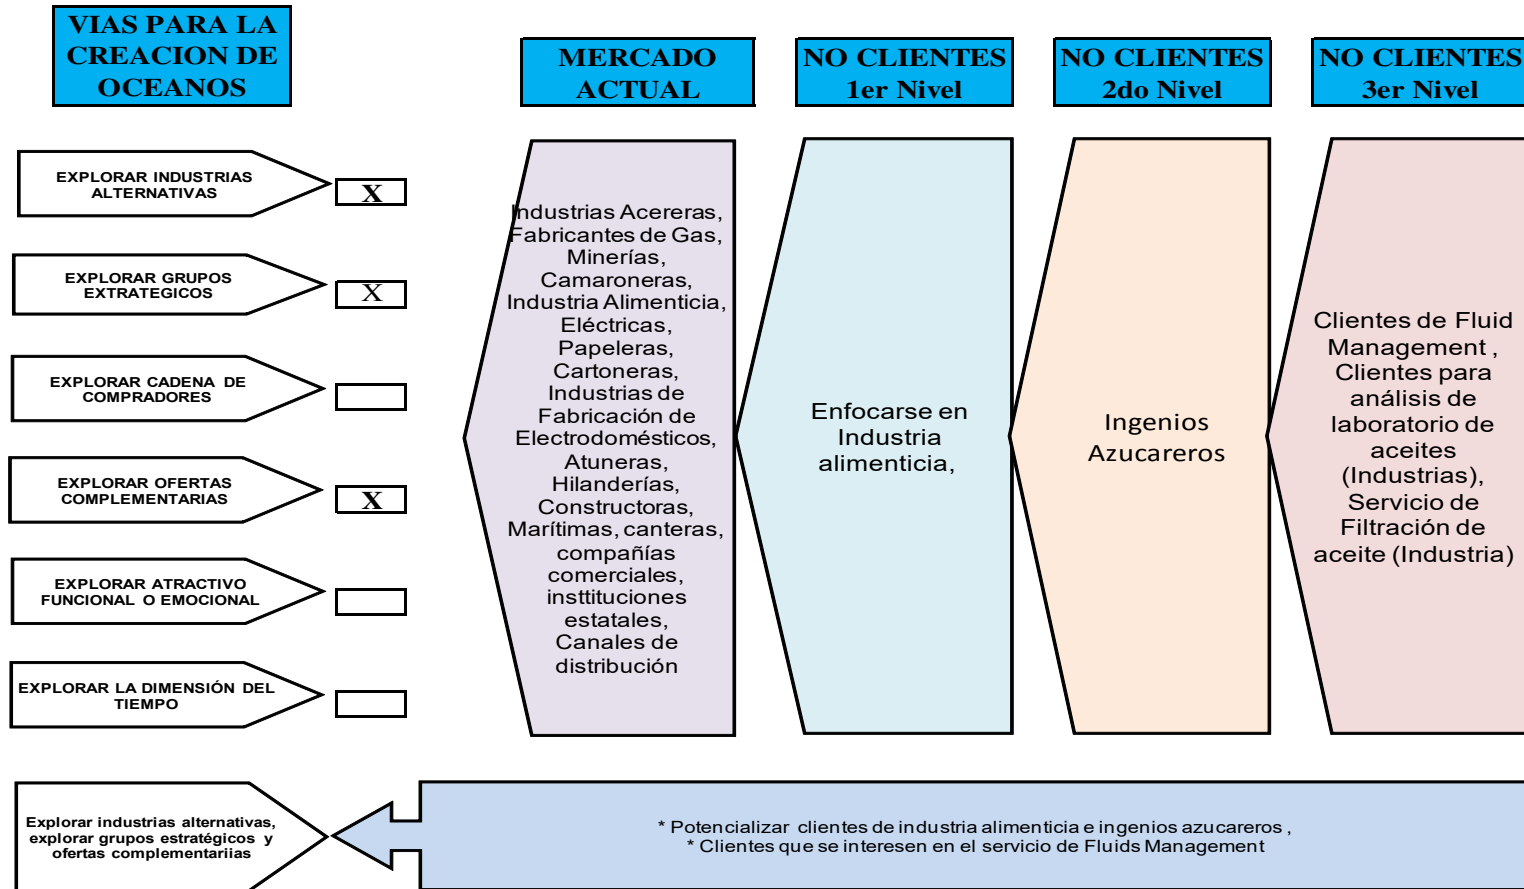 VIAS PARA LA
CREACION DE
OCEANOS
MERCADO
ACTUAL
NO CLIENTES
1er Nivel
NO CLIENTES
2do Nivel
NO CLIENTES
3er Nivel
EXPLORAR INDUSTRIAS
ALTERNATIVAS
X
EXPLORAR GRUPOS
EXTRATEGICOS
X
EXPLORAR CADENA DE
COMPRADORES
EXPLORAR OFERTAS
COMPLEMENTARIAS
X
EXPLORAR ATRACTIVO
FUNCIONAL O EMOCIONAL
EXPLORAR LA DIMENSIÓN DEL
TIEMPO
Industrias Acereras,
Fabricantes de Gas,
Minerías,
Camaroneras,
Industria Alimenticia,
Eléctricas,
Papeleras,
Cartoneras,
Industrias de
Fabricación de
Electrodomésticos,
Atuneras,
Hilanderías,
Constructoras,
Marítimas, canteras,
compañías
comerciales,
insttituciones
estatales,
Canales de
distribución
Enfocarse en
Industria
alimenticia,
Ingenios
Azucareros
Clientes de Fluid
Management ,
Clientes para
análisis de
laboratorio de
aceites
(Industrias),
Servicio de
Filtración de
aceite (Industria)
Explorar industrias alternativas,
explorar grupos estratégicos y
ofertas complementariias
* Potencializar clientes de industria alimenticia e ingenios azucareros ,
* Clientes que se interesen en el servicio de Fluids Management